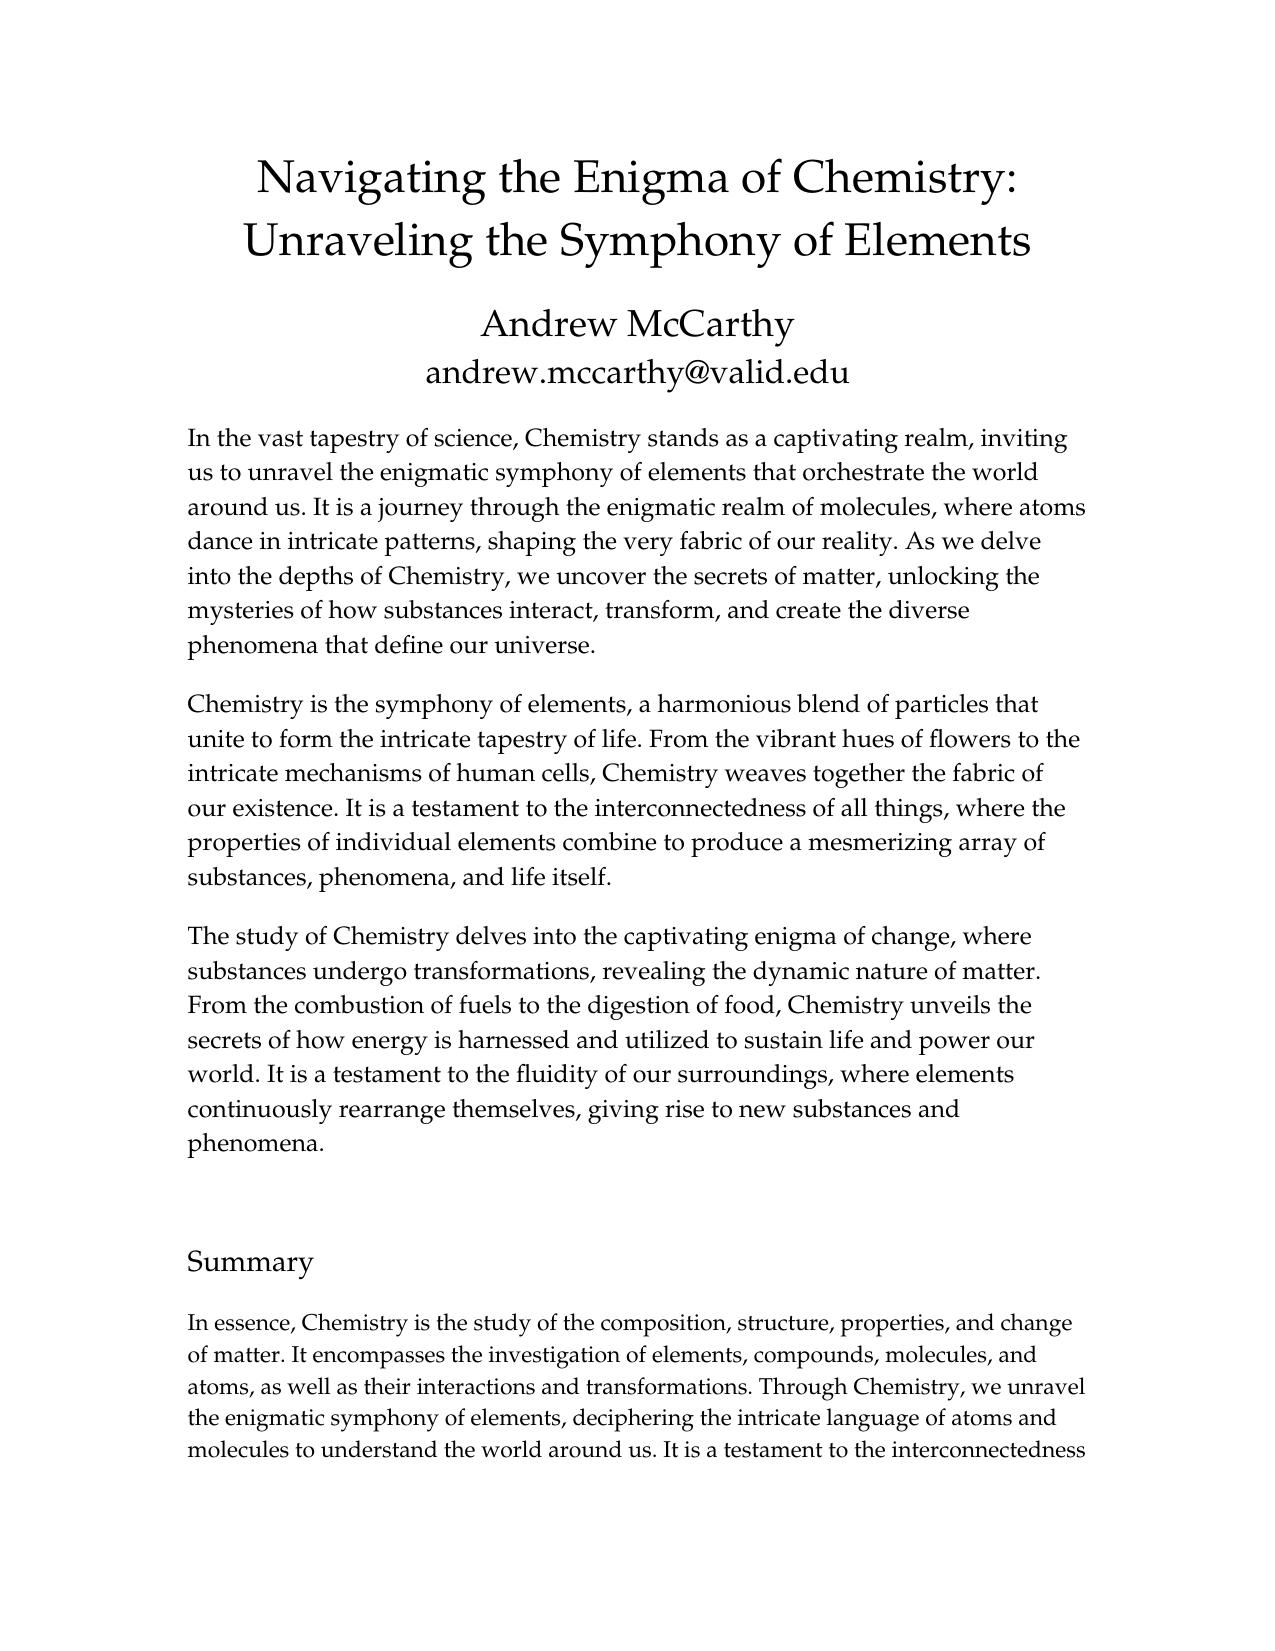 Navigating the Enigma of Chemistry:
Unraveling the Symphony of Elements
Andrew McCarthy
andrew.mccarthy@valid.edu
In the vast tapestry of science, Chemistry stands as a captivating realm, inviting
us to unravel the enigmatic symphony of elements that orchestrate the world
around us. It is a journey through the enigmatic realm of molecules, where atoms
dance in intricate patterns, shaping the very fabric of our reality. As we delve
into the depths of Chemistry, we uncover the secrets of matter, unlocking the
mysteries of how substances interact, transform, and create the diverse
phenomena that define our universe.
Chemistry is the symphony of elements, a harmonious blend of particles that
unite to form the intricate tapestry of life. From the vibrant hues of flowers to the
intricate mechanisms of human cells, Chemistry weaves together the fabric of
our existence. It is a testament to the interconnectedness of all things, where the
properties of individual elements combine to produce a mesmerizing array of
substances, phenomena, and life itself.
The study of Chemistry delves into the captivating enigma of change, where
substances undergo transformations, revealing the dynamic nature of matter.
From the combustion of fuels to the digestion of food, Chemistry unveils the
secrets of how energy is harnessed and utilized to sustain life and power our
world. It is a testament to the fluidity of our surroundings, where elements
continuously rearrange themselves, giving rise to new substances and
phenomena.
Summary
In essence, Chemistry is the study of the composition, structure, properties, and change
of matter. It encompasses the investigation of elements, compounds, molecules, and
atoms, as well as their interactions and transformations. Through Chemistry, we unravel
the enigmatic symphony of elements, deciphering the intricate language of atoms and
molecules to understand the world around us. It is a testament to the interconnectedness